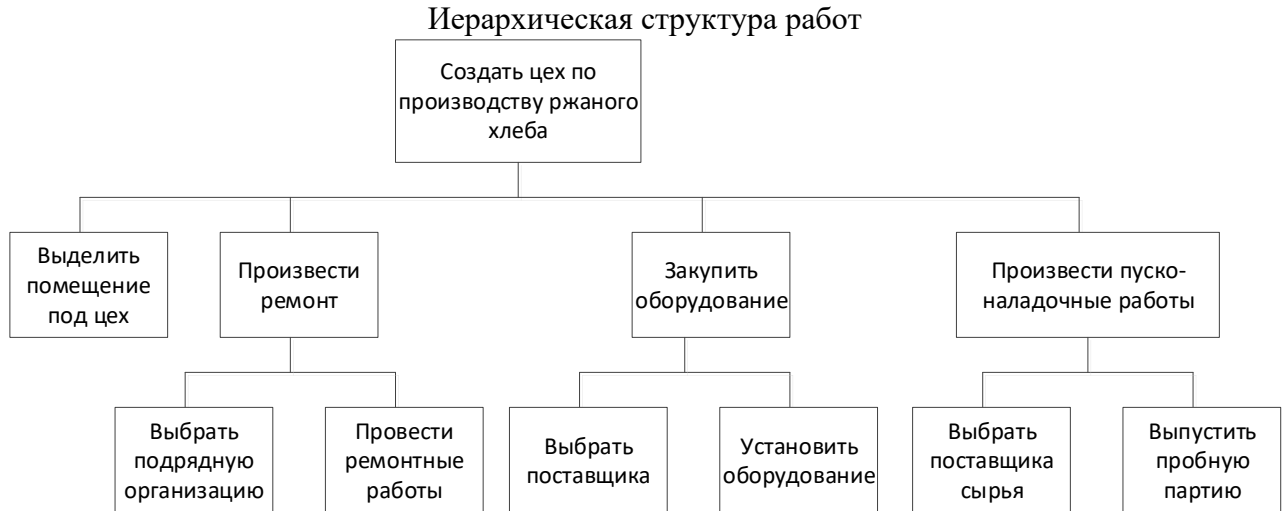 Иерархическая структура работ
Создать цех по
производству ржаного
хлеба
Выделить
помещение
под цех
Произвести
ремонт
Закупить
оборудование
Произвести пуско-
наладочные работы
Выбрать
подрядную
организацию
Провести
ремонтные
работы
Выбрать
поставщика
Установить
оборудование
Выбрать
поставщика
сырья
Выпустить
пробную
партию